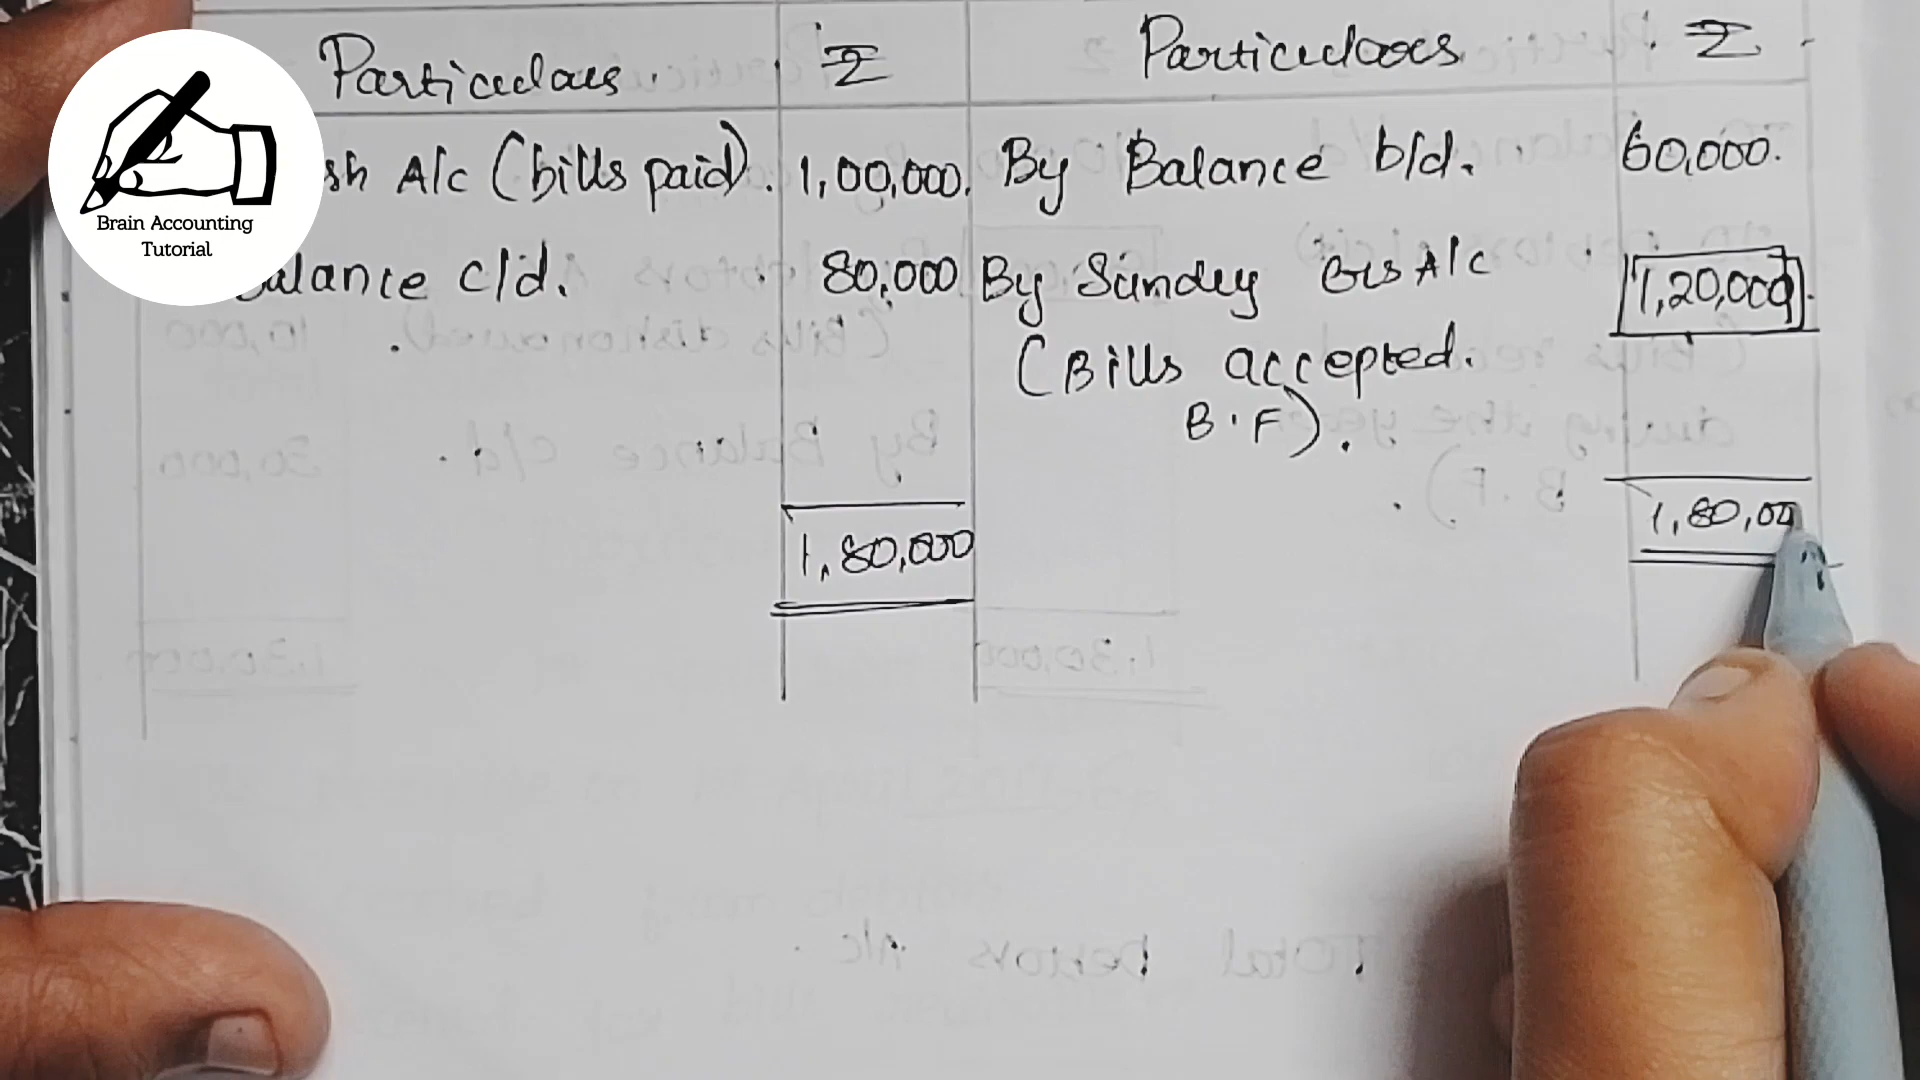 Particulars ₹ Particulars ₹
sh A/c (bills paid). 1,00,000. By Balance b/d. 60,000.
alance c/d. 80,000 By Sundry Crs A/c 1,20,000.
(Bills accepted.
B.F).
1,80,000 1,80,00
Brain Accounting
Tutorial